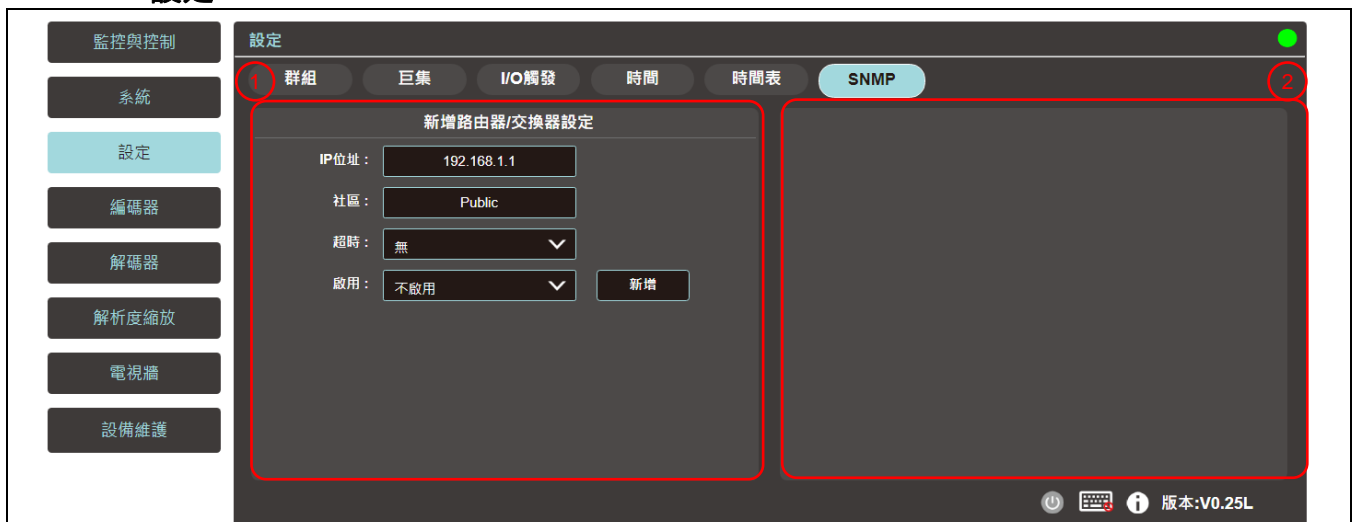 設定
監控與控制
系統
設定
編碼器
解碼器
解析度縮放
電視牆
設備維護
設定
1 群組 巨集 I/O觸發 時間 時間表 SNMP 2
新增路由器/交換器設定
IP位址： 192.168.1.1
社區： Public
超時： 無
啟用： 不啟用 新增
版本:V0.25L